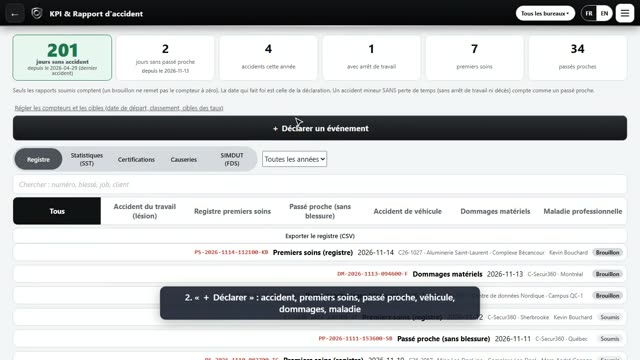 KPI & Rapport d'accident
Tous les bureaux
FR EN
201
jours sans accident
depuis le 2026-04-29 (dernier accident)
2
jours sans passé proche
depuis le 2026-11-13
4
accidents cette année
1
avec arrêt de travail
7
premiers soins
34
passés proches
Seuls les rapports soumis comptent (un brouillon ne remet pas le compteur à zéro). La date qui fait foi est celle de la déclaration. Un accident mineur SANS perte de temps (sans arrêt de travail ni décès) compte comme un passé proche.
Régler les compteurs et les cibles (date de départ, classement, cibles des taux)
+ Déclarer un événement
Registre
Statistiques (SST)
Certifications
Causeries
SIMDUT (FDS)
Toutes les années
Chercher : numéro, blessé, job, client
Tous
Accident du travail (lésion)
Registre premiers soins
Passé proche (sans blessure)
Accident de véhicule
Dommages matériels
Maladie professionnelle
Exporter le registre (CSV)
PS-2026-1114-112100-KB Premiers soins (registre) 2026-11-14 C26-1027 - Aluminerie Saint-Laurent - Complexe Bécancour Kevin Bouchard Brouillon
DM-2026-1113-094600-F Dommages matériels 2026-11-13 C-Secur360 - Montréal Brouillon
de données Nordique - Campus QC-1 Brouillon
C-Secur360 - Sherbrooke Kevin Bouchard Soumis
2. « + Déclarer » : accident, premiers soins, passé proche, véhicule, dommages, maladie
PP-2026-1111-153600-SB Passé proche (sans blessure) 2026-11-11 C-Secur360 - Québec Soumis
Soumis